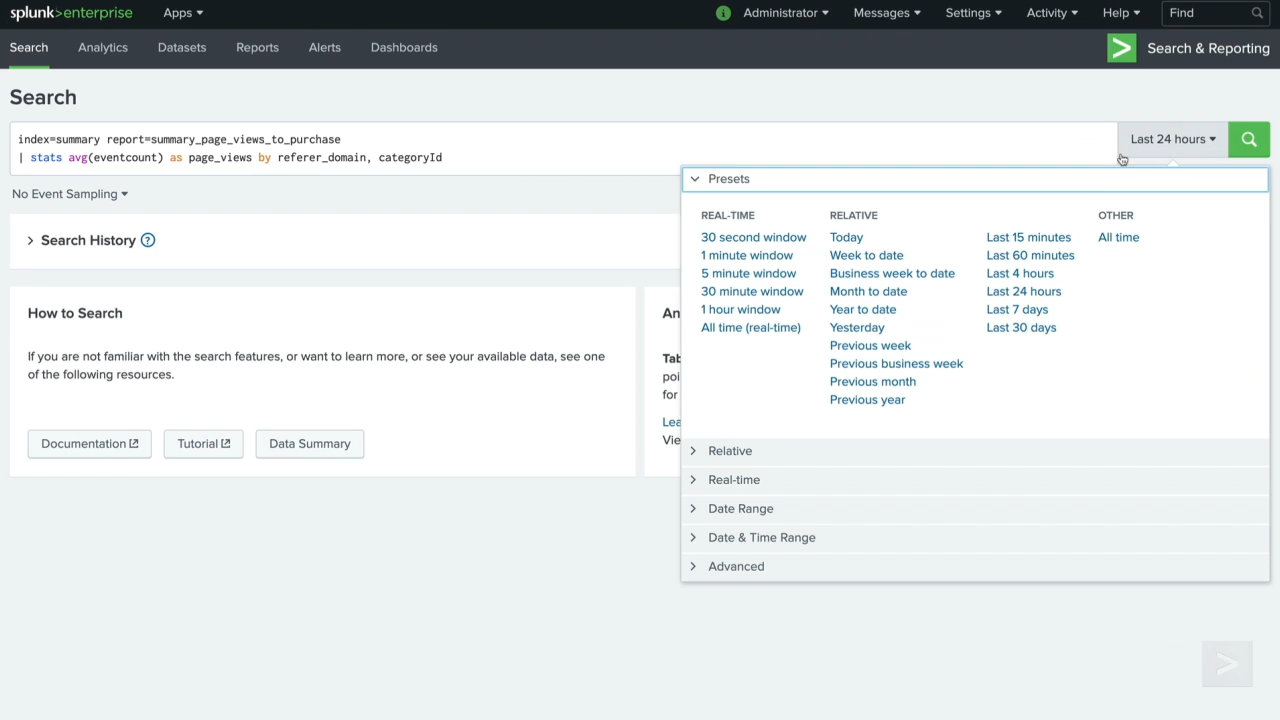 splunk>enterprise Apps Administrator Messages Settings Activity Help Find
Search Analytics Datasets Reports Alerts Dashboards Search & Reporting
Search
index=summary report=summary_page_views_to_purchase
| stats avg(eventcount) as page_views by referer_domain, categoryId
Last 24 hours
No Event Sampling
Search History ?
How to Search
If you are not familiar with the search features, or want to learn more, or see your available data, see one
of the following resources.
Documentation Tutorial Data Summary
An
Tab
poi
for
Lea
Vie
Presets
REAL-TIME
30 second window
1 minute window
5 minute window
30 minute window
1 hour window
All time (real-time)
RELATIVE
Today
Week to date
Business week to date
Month to date
Year to date
Yesterday
Previous week
Previous business week
Previous month
Previous year
Last 15 minutes
Last 60 minutes
Last 4 hours
Last 24 hours
Last 7 days
Last 30 days
OTHER
All time
Relative
Real-time
Date Range
Date & Time Range
Advanced